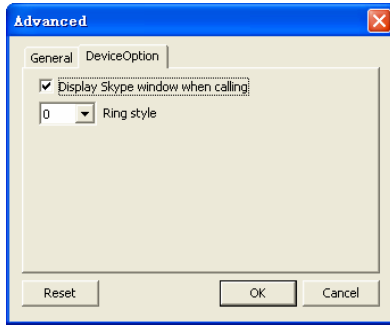 Advanced
General DeviceOption
Display Skype window when calling
0 Ring style
Reset OK Cancel